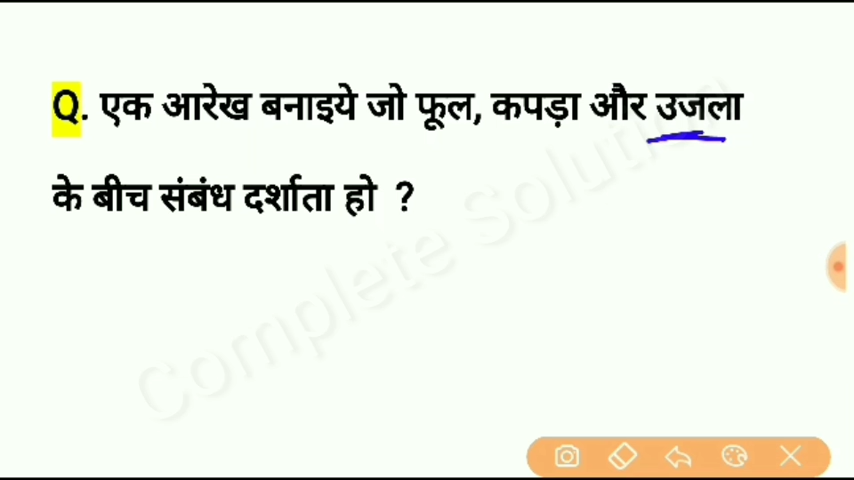 Q. एक आरेख बनाइये जो फूल, कपड़ा और उजला
के बीच संबंध दर्शाता हो ?
Complete Solution